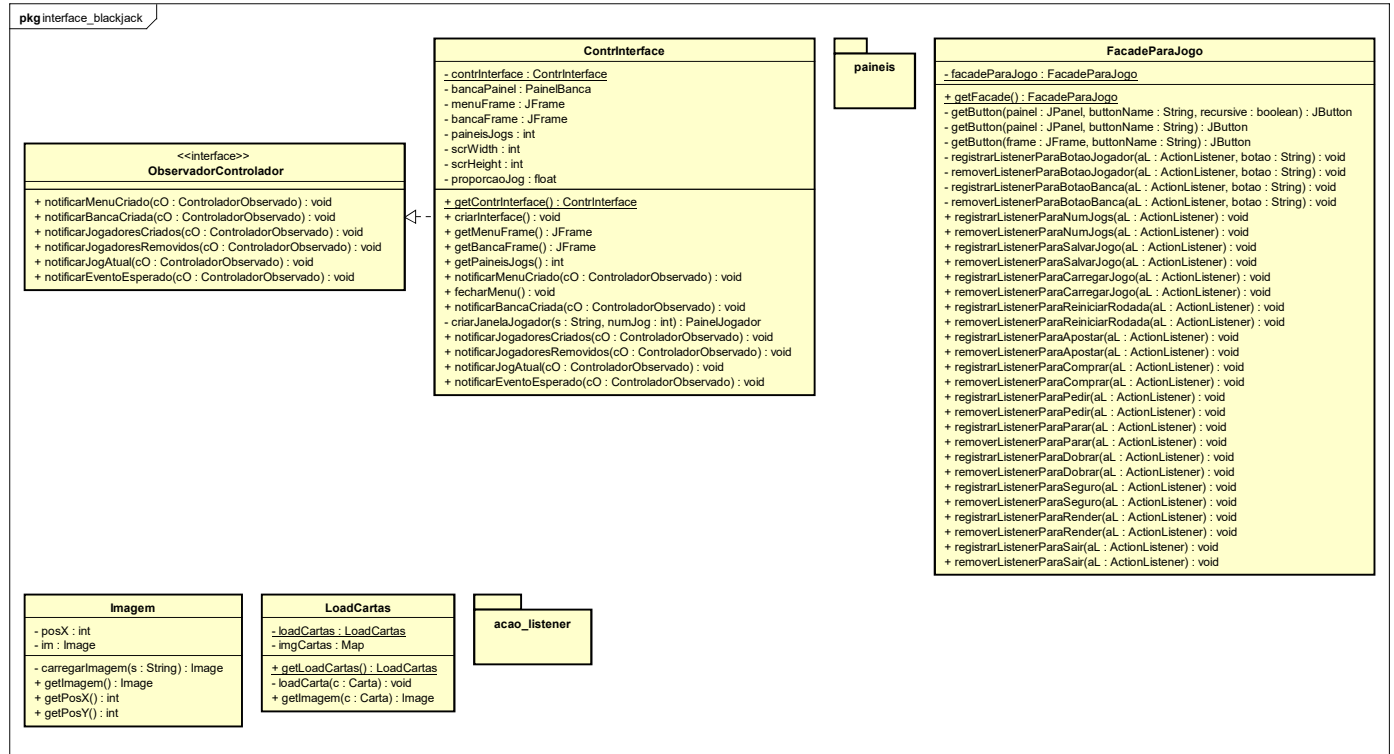 pkg interface_blackjack
ContrInterface
- contrInterface : ContrInterface
- bancaPainel : PainelBanca
- menuFrame : JFrame
- bancaFrame : JFrame
- paineisJogs : int
- scrWidth : int
- scrHeight : int
- proporcaoJog : float
+ getContrInterface() : ContrInterface
+ criarInterface() : void
+ getMenuFrame() : JFrame
+ getBancaFrame() : JFrame
+ getPaineisJogs() : int
+ notificarMenuCriado(cO : ControladorObservado) : void
+ fecharMenu() : void
+ notificarBancaCriada(cO : ControladorObservado) : void
- criarJanelaJogador(s : String, numJog : int) : PainelJogador
+ notificarJogadoresCriados(cO : ControladorObservado) : void
+ notificarJogadoresRemovidos(cO : ControladorObservado) : void
+ notificarJogAtual(cO : ControladorObservado) : void
+ notificarEventoEsperado(cO : ControladorObservado) : void
paineis
FacadeParaJogo
- facadeParaJogo : FacadeParaJogo
+ getFacade() : FacadeParaJogo
- getButton(painel : JPanel, buttonName : String, recursive : boolean) : JButton
- getButton(painel : JPanel, buttonName : String) : JButton
- getButton(frame : JFrame, buttonName : String) : JButton
- registrarListenerParaBotaoJogador(aL : ActionListener, botao : String) : void
- removerListenerParaBotaoJogador(aL : ActionListener, botao : String) : void
- registrarListenerParaBotaoBanca(aL : ActionListener, botao : String) : void
- removerListenerParaBotaoBanca(aL : ActionListener, botao : String) : void
+ registrarListenerParaNumJogs(aL : ActionListener) : void
+ removerListenerParaNumJogs(aL : ActionListener) : void
+ registrarListenerParaSalvarJogo(aL : ActionListener) : void
+ removerListenerParaSalvarJogo(aL : ActionListener) : void
+ registrarListenerParaCarregarJogo(aL : ActionListener) : void
+ removerListenerParaCarregarJogo(aL : ActionListener) : void
+ registrarListenerParaReiniciarRodada(aL : ActionListener) : void
+ removerListenerParaReiniciarRodada(aL : ActionListener) : void
+ registrarListenerParaApostar(aL : ActionListener) : void
+ removerListenerParaApostar(aL : ActionListener) : void
+ registrarListenerParaComprar(aL : ActionListener) : void
+ removerListenerParaComprar(aL : ActionListener) : void
+ registrarListenerParaPedir(aL : ActionListener) : void
+ removerListenerParaPedir(aL : ActionListener) : void
+ registrarListenerParaParar(aL : ActionListener) : void
+ removerListenerParaParar(aL : ActionListener) : void
+ registrarListenerParaDobrar(aL : ActionListener) : void
+ removerListenerParaDobrar(aL : ActionListener) : void
+ registrarListenerParaSeguro(aL : ActionListener) : void
+ removerListenerParaSeguro(aL : ActionListener) : void
+ registrarListenerParaRender(aL : ActionListener) : void
+ removerListenerParaRender(aL : ActionListener) : void
+ registrarListenerParaSair(aL : ActionListener) : void
+ removerListenerParaSair(aL : ActionListener) : void
<<interface>>
ObservadorControlador
+ notificarMenuCriado(cO : ControladorObservado) : void
+ notificarBancaCriada(cO : ControladorObservado) : void
+ notificarJogadoresCriados(cO : ControladorObservado) : void
+ notificarJogadoresRemovidos(cO : ControladorObservado) : void
+ notificarJogAtual(cO : ControladorObservado) : void
+ notificarEventoEsperado(cO : ControladorObservado) : void
Imagem
- posX : int
- im : Image
- carregarImagem(s : String) : Image
+ getImagem() : Image
+ getPosX() : int
+ getPosY() : int
LoadCartas
- loadCartas : LoadCartas
- imgCartas : Map
+ getLoadCartas() : LoadCartas
- loadCarta(c : Carta) : void
+ getImagem(c : Carta) : Image
acao_listener